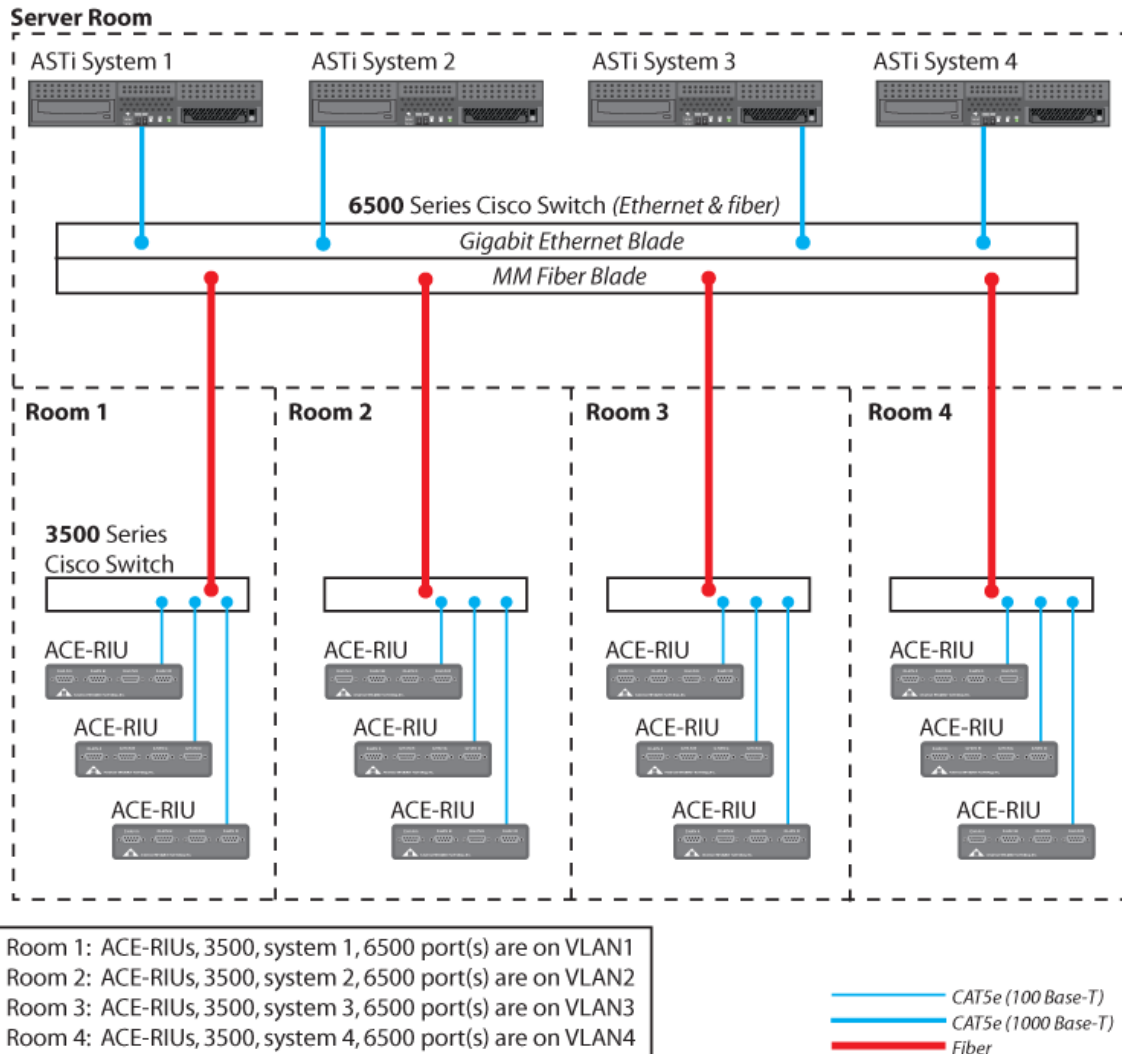 Server Room
ASTi System 1
ASTi System 2
ASTi System 3
ASTi System 4
6500 Series Cisco Switch (Ethernet & fiber)
Gigabit Ethernet Blade
MM Fiber Blade
Room 1
Room 2
Room 3
Room 4
3500 Series
Cisco Switch
ACE-RIU
ACE-RIU
ACE-RIU
ACE-RIU
ACE-RIU
ACE-RIU
ACE-RIU
ACE-RIU
ACE-RIU
ACE-RIU
ACE-RIU
ACE-RIU
Room 1: ACE-RIUs, 3500, system 1, 6500 port(s) are on VLAN1
Room 2: ACE-RIUs, 3500, system 2, 6500 port(s) are on VLAN2
Room 3: ACE-RIUs, 3500, system 3, 6500 port(s) are on VLAN3
Room 4: ACE-RIUs, 3500, system 4, 6500 port(s) are on VLAN4
CAT5e (100 Base-T)
CAT5e (1000 Base-T)
Fiber